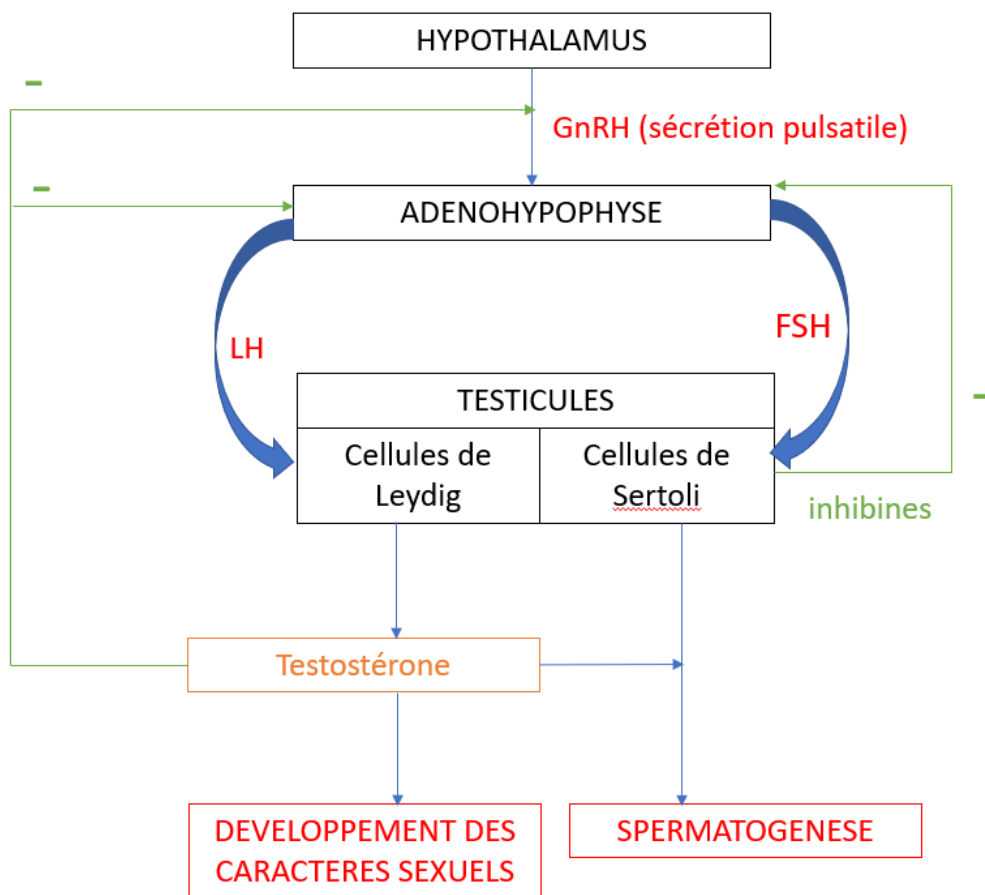 HYPOTHALAMUS
-
GnRH (sécrétion pulsatile)
-
ADENOHYPOPHYSE
LH
FSH
TESTICULES
-
Cellules de
Leydig
Cellules de
Sertoli
inhibines
Testostérone
DEVELOPPEMENT DES
CARACTERES SEXUELS
SPERMATOGENESE